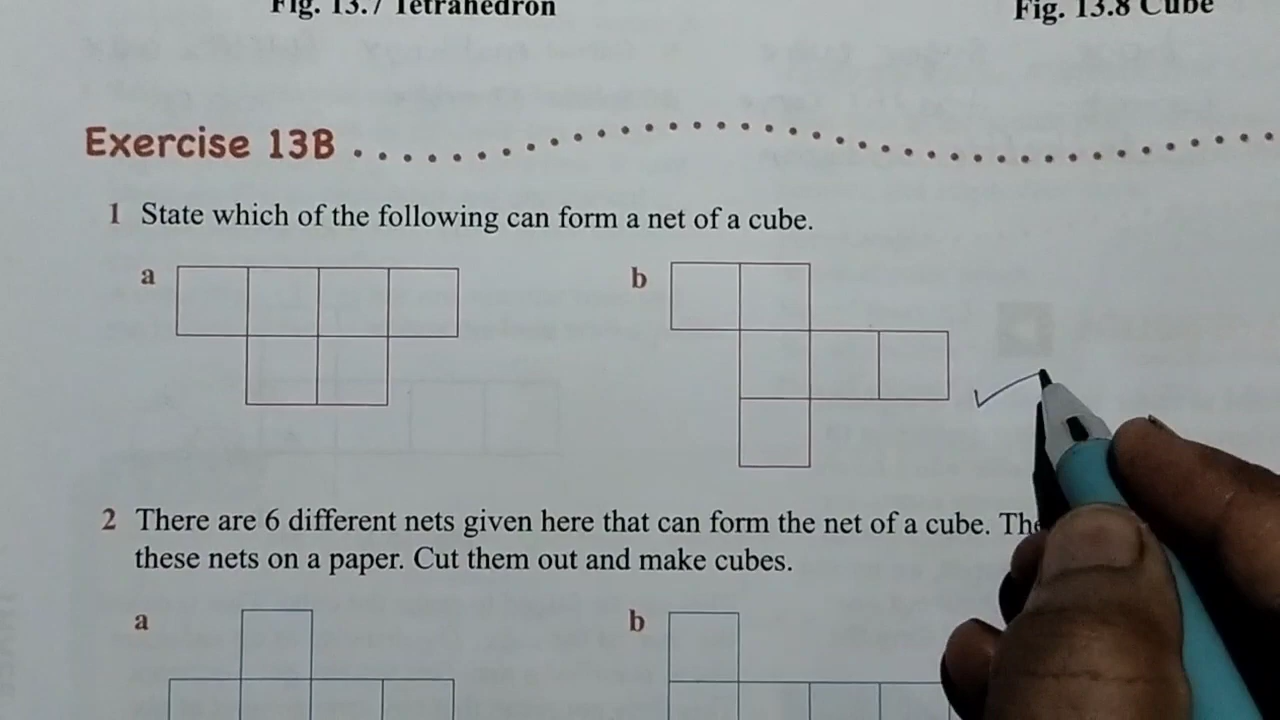 Fig. 13.7 Tetrahedron
Fig. 13.8 Cube
Exercise 13B
1 State which of the following can form a net of a cube.
a
b
2 There are 6 different nets given here that can form the net of a cube.
these nets on a paper. Cut them out and make cubes.
a
b